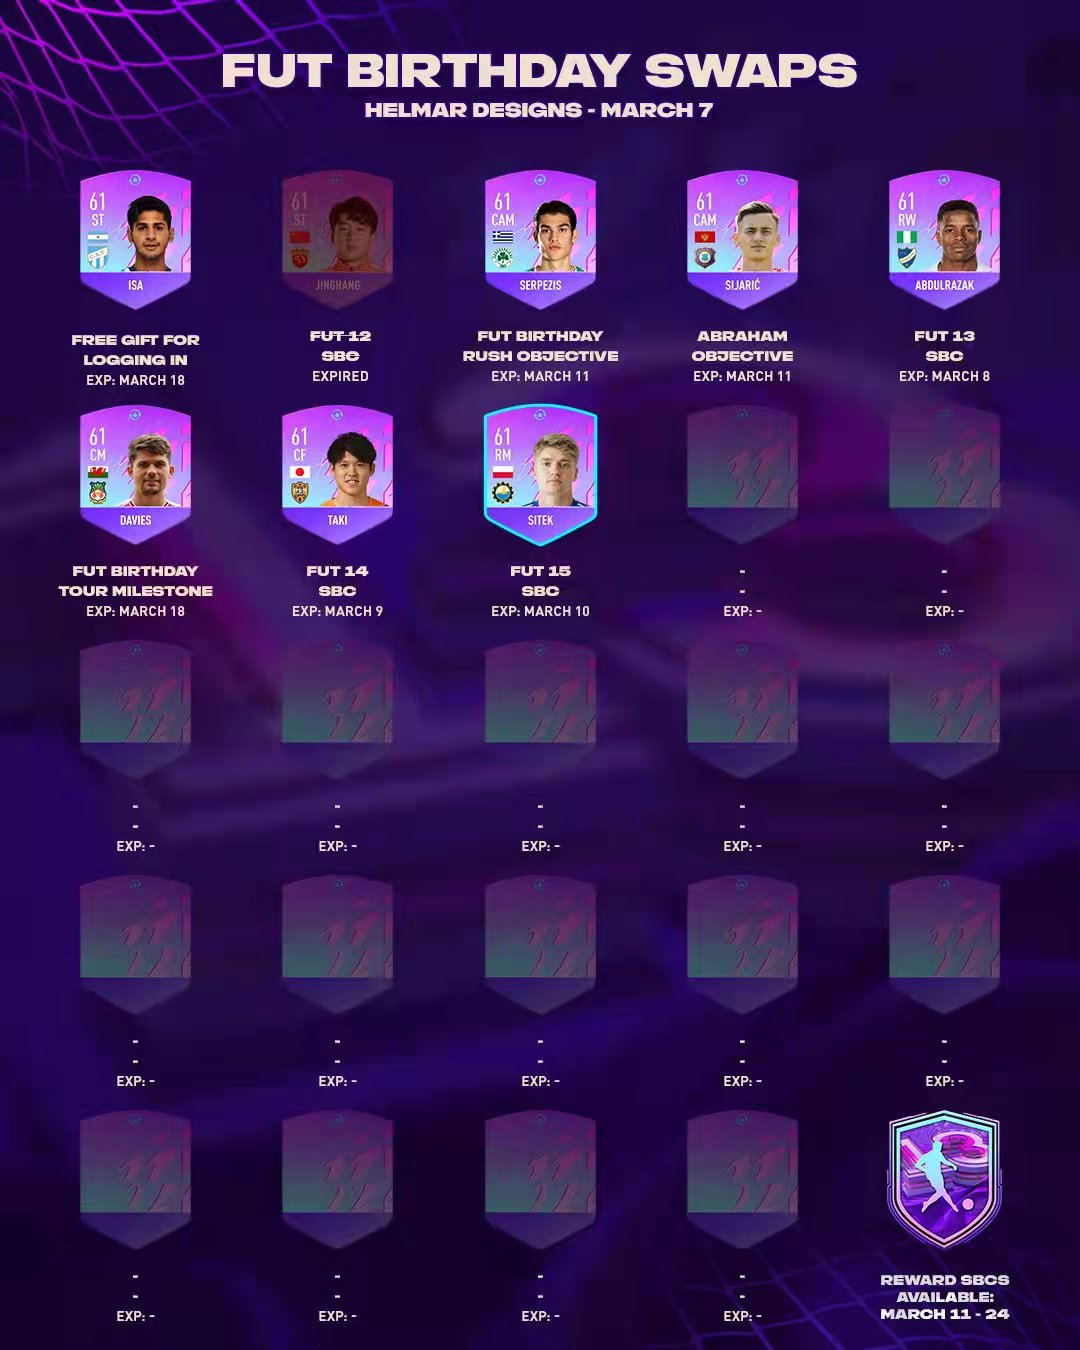 FUT BIRTHDAY SWAPS
HELMAR DESIGNS - MARCH 7
61
ST
ISA
FREE GIFT FOR
LOGGING IN
EXP: MARCH 18
61
ST
JINGHANG
FUT 12
SBC
EXPIRED
61
CAM
SERPEZIS
FUT BIRTHDAY
RUSH OBJECTIVE
EXP: MARCH 11
61
CAM
SIJARIĆ
ABRAHAM
OBJECTIVE
EXP: MARCH 11
61
RW
ABDULRAZAK
FUT 13
SBC
EXP: MARCH 8
61
CM
DAVIES
FUT BIRTHDAY
TOUR MILESTONE
EXP: MARCH 18
61
CF
TAKI
FUT 14
SBC
EXP: MARCH 9
61
RM
SITEK
FUT 15
SBC
EXP: MARCH 10
-
-
EXP: -
-
-
EXP: -
-
-
EXP: -
-
-
EXP: -
-
-
EXP: -
-
-
EXP: -
-
-
EXP: -
-
-
EXP: -
-
-
EXP: -
-
-
EXP: -
-
-
EXP: -
-
-
EXP: -
-
-
EXP: -
-
-
EXP: -
-
-
EXP: -
-
-
EXP: -
REWARD SBCS
AVAILABLE:
MARCH 11 - 24